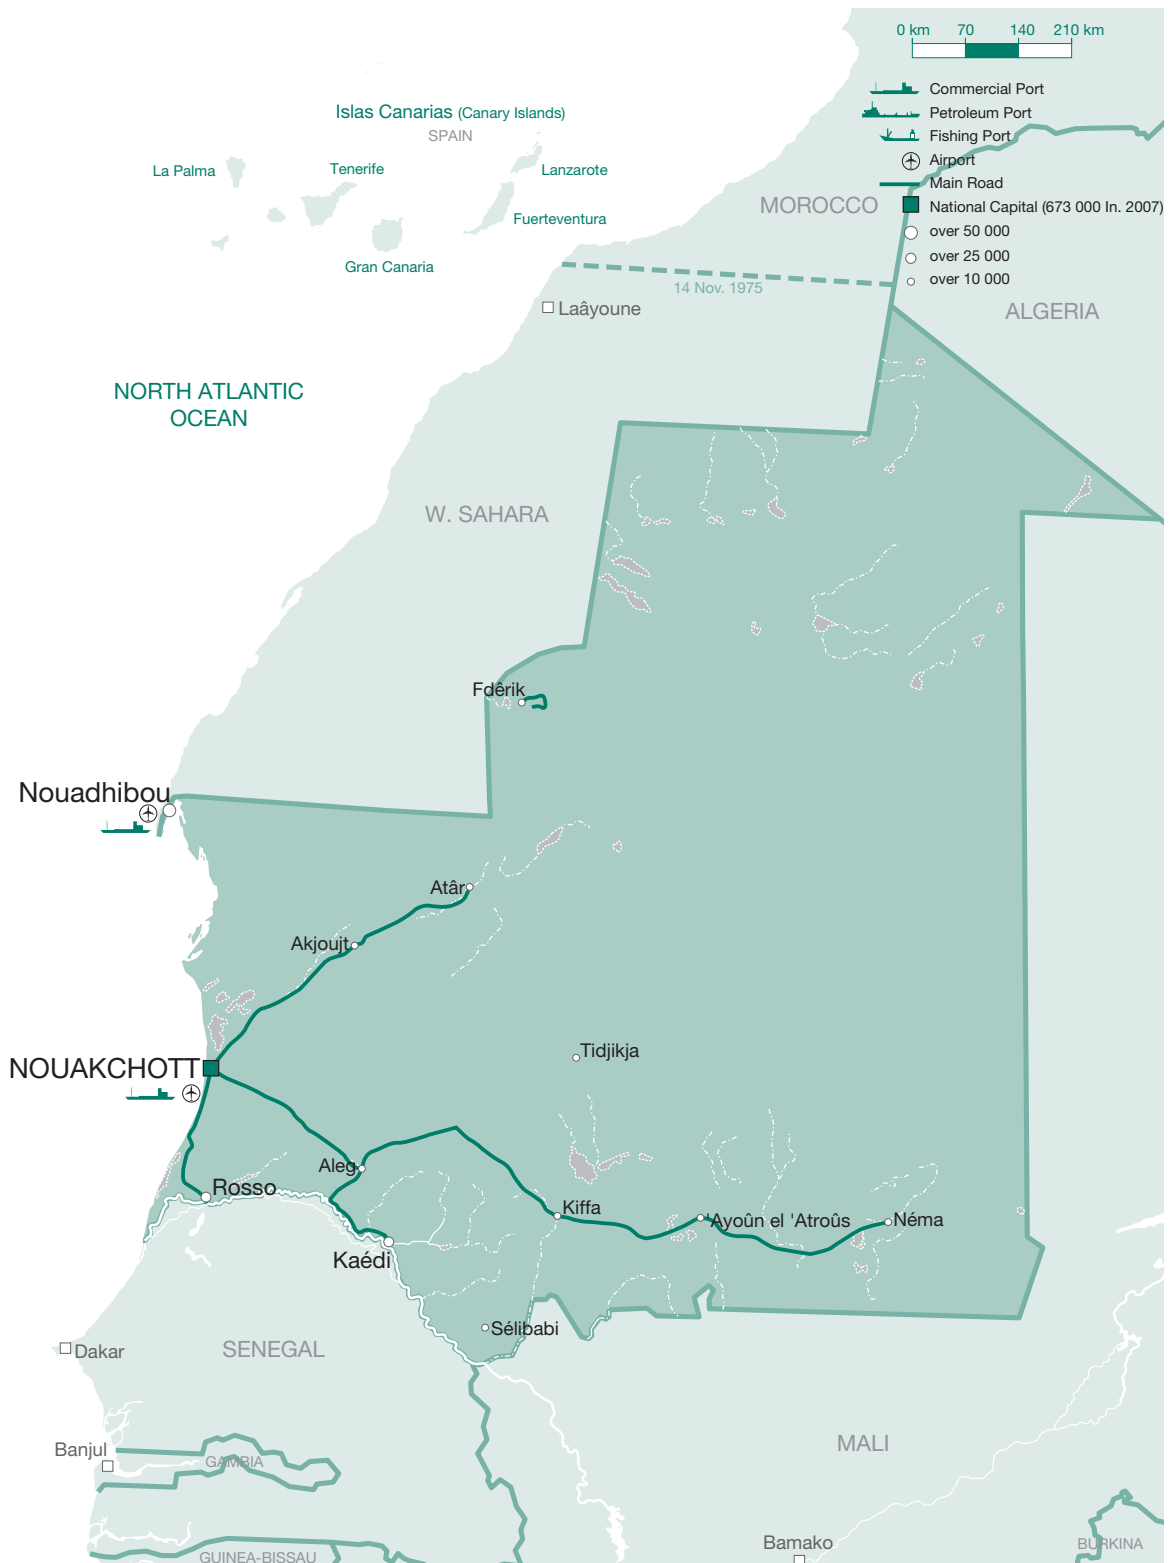 0 km 70 140 210 km
Commercial Port
Petroleum Port
Fishing Port
Airport
Main Road
National Capital (673 000 In. 2007)
over 50 000
over 25 000
over 10 000
Islas Canarias (Canary Islands)
SPAIN
La Palma
Tenerife
Lanzarote
Fuerteventura
Gran Canaria
MOROCCO
14 Nov. 1975
Laâyoune
ALGERIA
NORTH ATLANTIC
OCEAN
W. SAHARA
Fdêrik
Nouadhibou
Atâr
Akjoujt
NOUAKCHOTT
Tidjikja
Aleg
Rosso
Kiffa
'Ayoûn el 'Atroûs
Néma
Kaédi
Sélibabi
Dakar
SENEGAL
Banjul
GAMBIA
MALI
Bamako
BURKINA
GUINEA-BISSAU